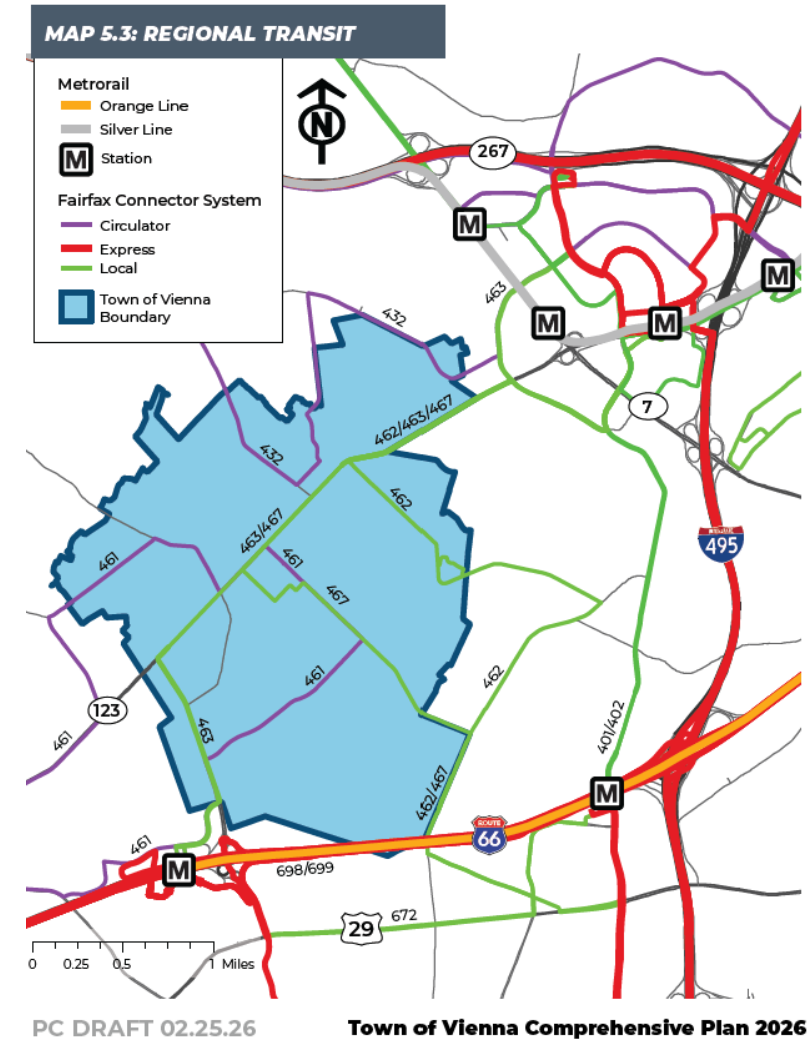 MAP 5.3: REGIONAL TRANSIT
Metrorail
Orange Line
Silver Line
M Station
Fairfax Connector System
Circulator
Express
Local
Town of Vienna
Boundary
N
267
M
M
M
M
463
432
7
462/463/467
432
462
463/467
461
461
467
495
461
462
123
463
461
401/402
462/467
M
ROUTE
66
461
M
698/699
672
29
0 0.25 0.5 1 Miles
PC DRAFT 02.25.26
Town of Vienna Comprehensive Plan 2026